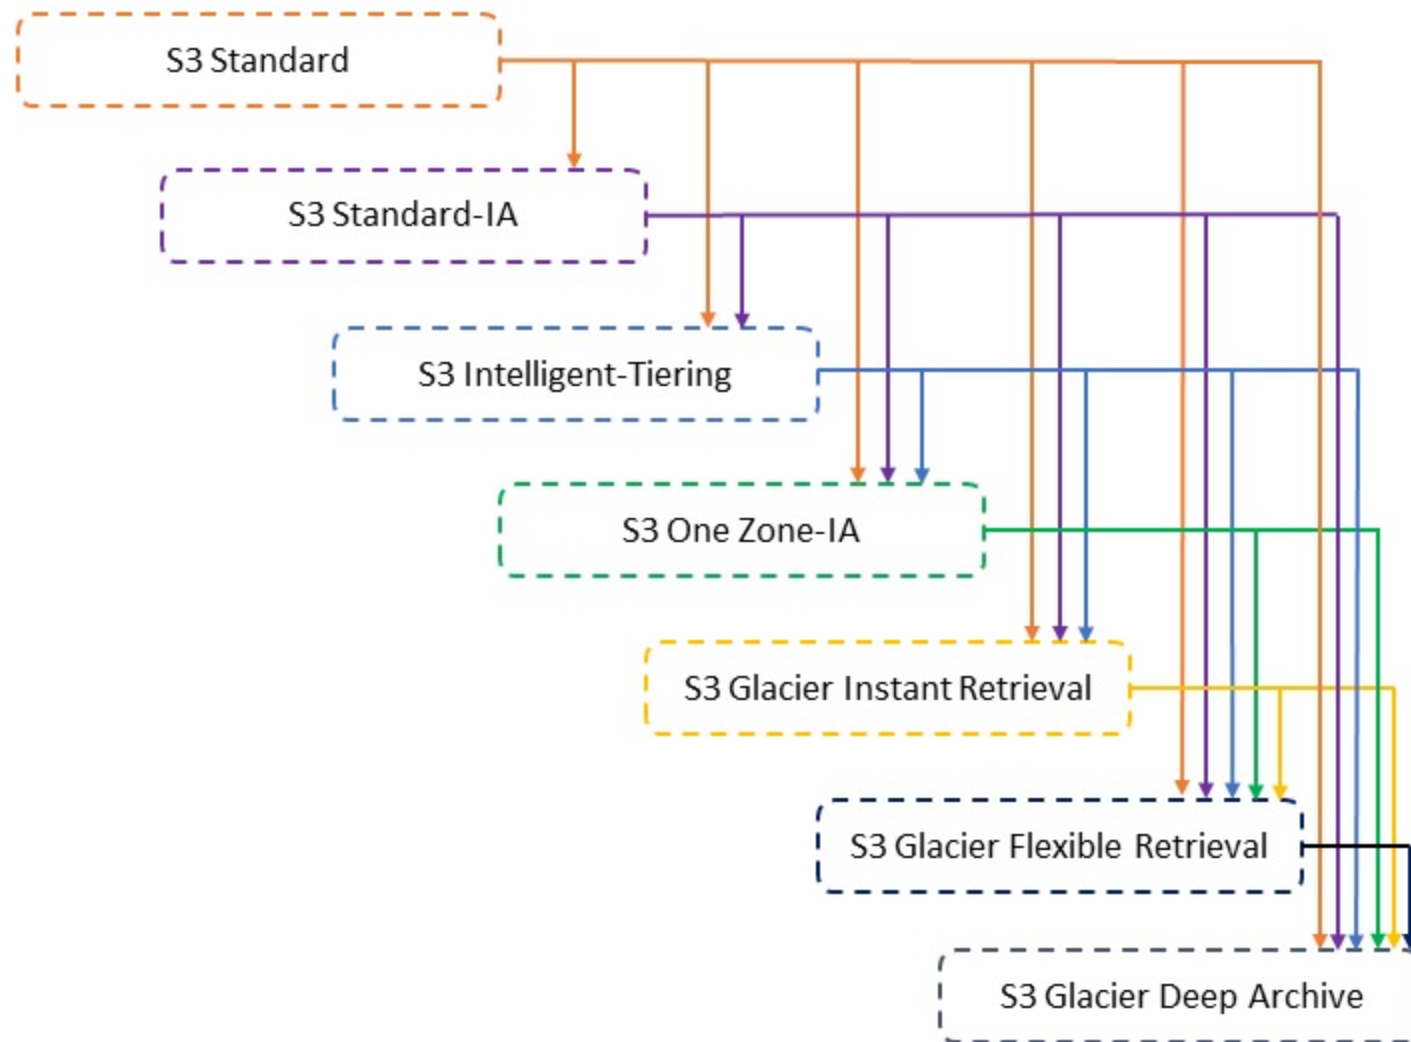 S3 Standard
S3 Standard-IA
S3 Intelligent-Tiering
S3 One Zone-IA
S3 Glacier Instant Retrieval
S3 Glacier Flexible Retrieval
S3 Glacier Deep Archive